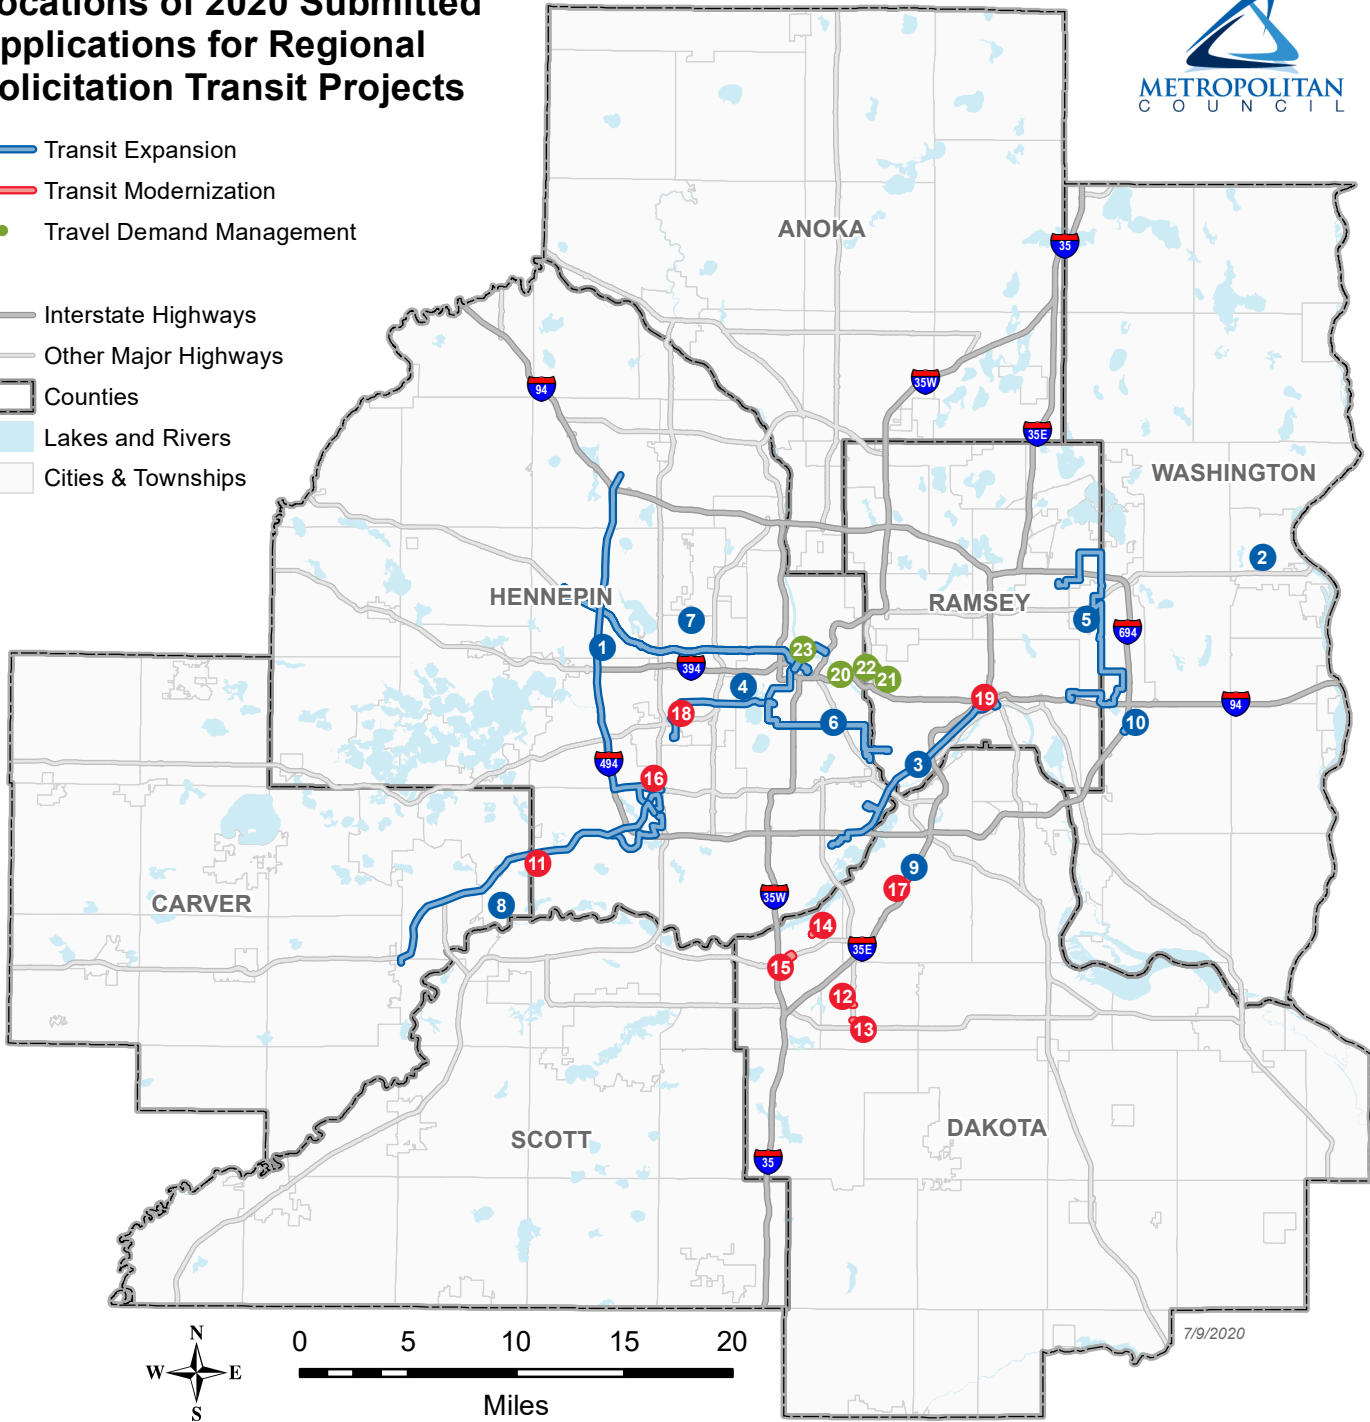 ocations of 2020 Submitted
pplications for Regional
olicitation Transit Projects
METROPOLITAN
COUNCIL
Transit Expansion
Transit Modernization
Travel Demand Management
Interstate Highways
Other Major Highways
Counties
Lakes and Rivers
Cities & Townships
ANOKA
35
94
35W
35E
WASHINGTON
2
HENNEPIN
RAMSEY
7
5
694
1
23
394
22
20
21
4
18
19
94
6
10
494
3
16
11
9
17
CARVER
35W
8
14
35E
15
12
13
DAKOTA
SCOTT
35
N
W
E
S
0 5 10 15 20
Miles
7/9/2020